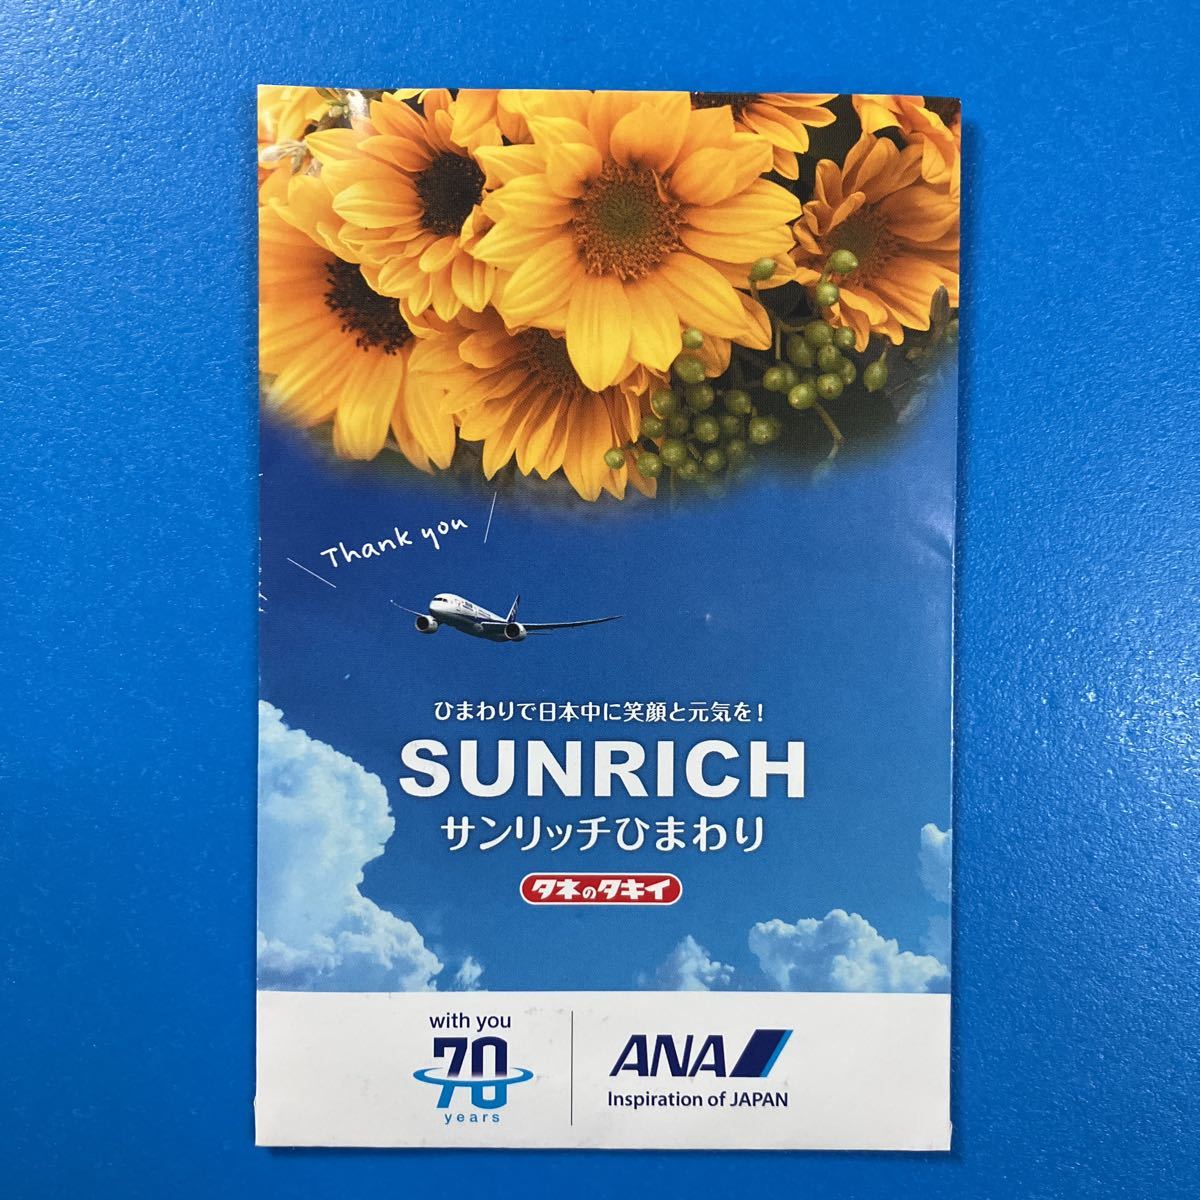 Thank you
ひまわりで日本中に笑顔と元気を!
SUNRICH
サンリッチひまわり
タネのタキイ
with you
70
years
ANA
Inspiration of JAPAN